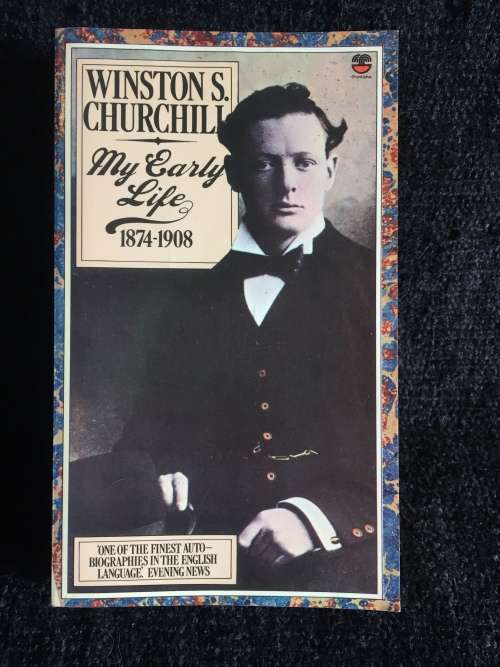 WINSTON S.
CHURCHILL
My Early
Life
1874-1908
'ONE OF THE FINEST AUTO–
BIOGRAPHIES IN THE ENGLISH
LANGUAGE'. EVENING NEWS